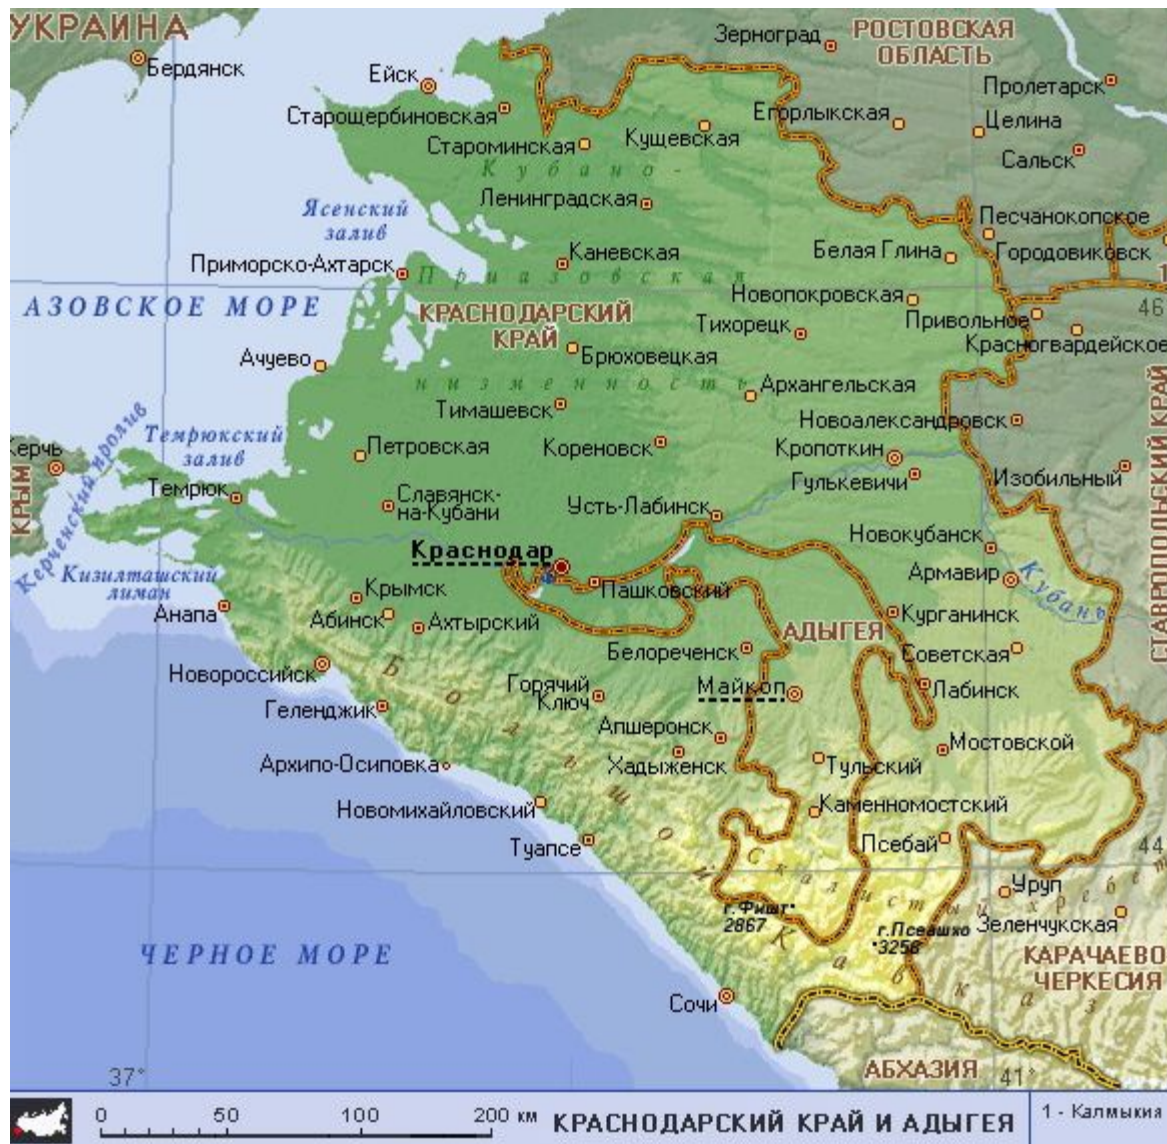 УКРАИНА
Бердянск
Ейск
Зерноград
РОСТОВСКАЯ
ОБЛАСТЬ
Пролетарск
Старощербиновская
Егорлыкская
Целина
Староминская
Кущевская
Сальск
Кубано-
Ленинградская
Ясенский
залив
Песчанокопское
Каневская
Белая Глина
Городовиковск
Приморско-Ахтарск
Приазовская
1
АЗОВСКОЕ МОРЕ
КРАСНОДАРСКИЙ
КРАЙ
Новопокровская
46
Тихорецк
Привольное
Красногвардейское
Ачуево
Брюховецкая
низменность
Архангельская
Тимашевск
Новоалександровск
СТАВРОПОЛЬСКИЙ КРАЙ
Керченский пролив
Темрюкский
залив
Петровская
Кореновск
Кропоткин
Керчь
КРЫМ
Гулькевичи
Изобильный
Темрюк
Славянск-
на-Кубани
Усть-Лабинск
Новокубанск
Краснодар
Кизилташский
лиман
Крымск
Пашковский
Армавир
Кубань
Анапа
Абинск
Ахтырский
АДЫГЕЯ
Курганинск
Белореченск
Советская
Новороссийск
Горячий
Ключ
Майкоп
Лабинск
Геленджик
Апшеронск
Мостовской
Архипо-Осиповка
Хадыженск
Тульский
Новомихайловский
Каменномостский
Туапсе
Псебай
44
Большой Кавказ
Скалистый хребет
Уруп
г.Фишт
2867
Зеленчукская
г.Псеашхо
3256
ЧЕРНОЕ МОРЕ
КАРАЧАЕВО
ЧЕРКЕСИЯ
Сочи
АБХАЗИЯ
37°
41°
0 50 100 200 км
КРАСНОДАРСКИЙ КРАЙ И АДЫГЕЯ
1 - Калмыкия